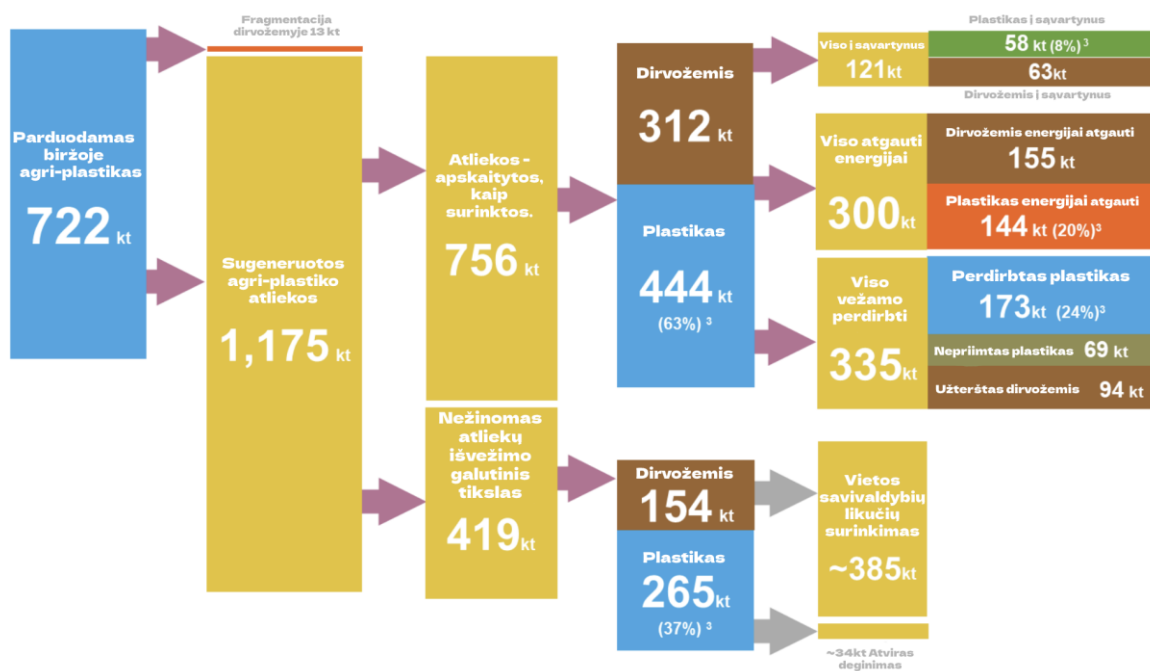 Parduodamas
biržoje
agri-plastikas
722 kt
Fragmentacija
dirvožemyje 13 kt
Sugeneruotos
agri-plastiko
atliekos
1,175 kt
Atliekos -
apskaitytos,
kaip
surinktos.
756 kt
Nežinomas
atliekų
išvežimo
galutinis
tikslas
419kt
Dirvožemis
312 kt
Plastikas
444 kt
(63%) ³
Dirvožemis
154 kt
Plastikas
265kt
(37%) ³
Viso į sąvartynus
121kt
Plastikas į sąvartynus
58 kt (8%) ³
63kt
Dirvožemis į sąvartynus
Viso atgauti
energijai
300kt
Dirvožemis energijai atgauti
155 kt
Plastikas energijai atgauti
144 kt (20%)³
Viso
vežamo
perdirbti
335kt
Perdirbtas plastikas
173kt (24%)³
Nepriimtas plastikas 69 kt
Užterštas dirvožemis 94 kt
Vietos
savivaldybių
likučių
surinkimas
~385kt
~34kt Atviras
deginimas